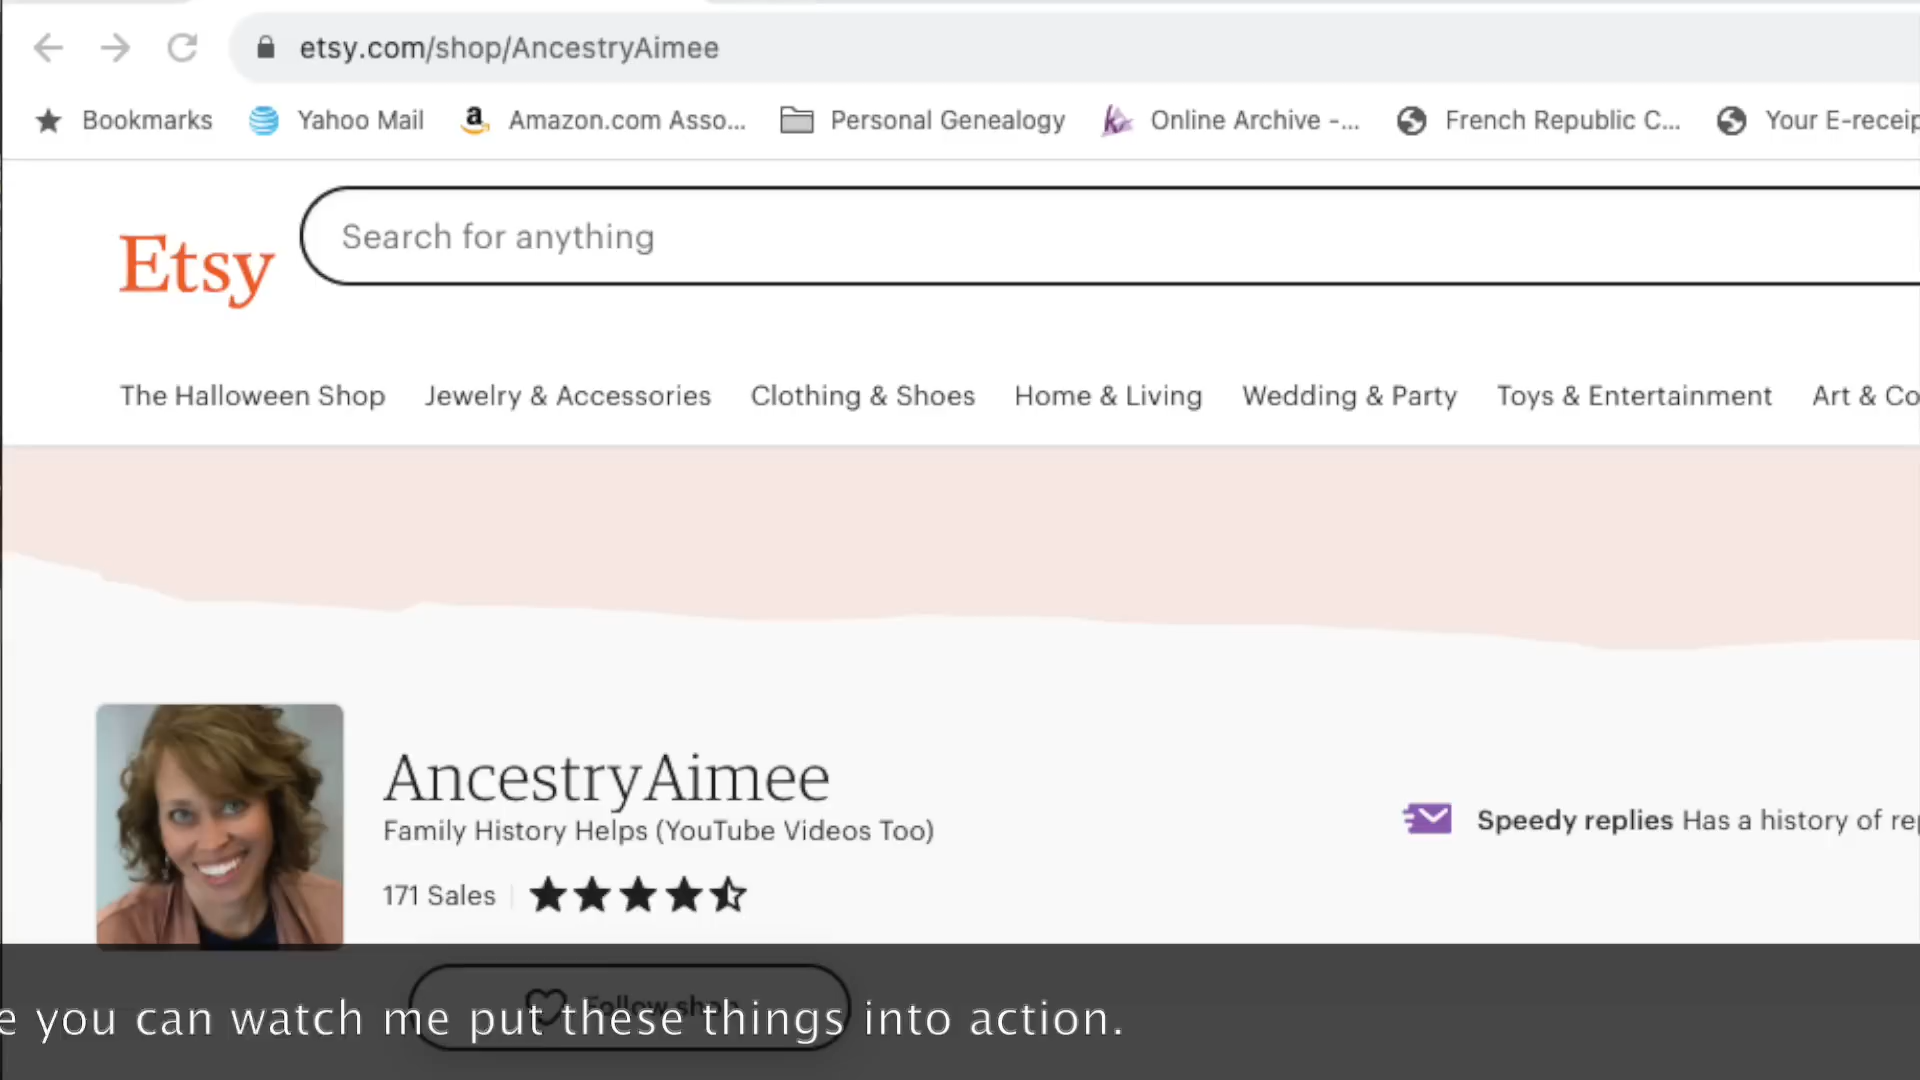 etsy.com/shop/AncestryAimee
Bookmarks Yahoo Mail Amazon.com Asso... Personal Genealogy Online Archive -... French Republic C... Your E-receip
Etsy
Search for anything
The Halloween Shop Jewelry & Accessories Clothing & Shoes Home & Living Wedding & Party Toys & Entertainment Art & Co
AncestryAimee
Family History Helps (YouTube Videos Too)
Speedy replies Has a history of rep
171 Sales
Follow shop
e you can watch me put these things into action.